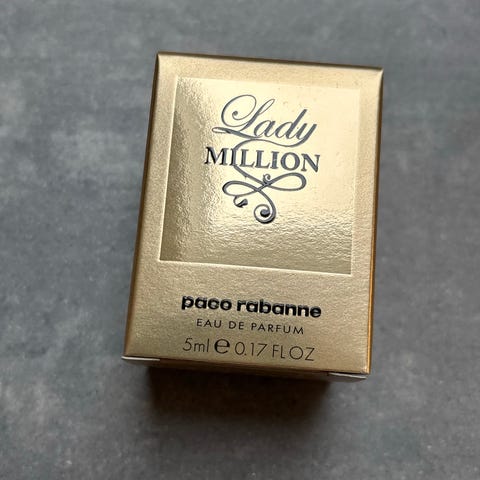 Lady
MILLION
paco rabanne
EAU DE PARFUM
5ml ℮ 0.17 FL OZ